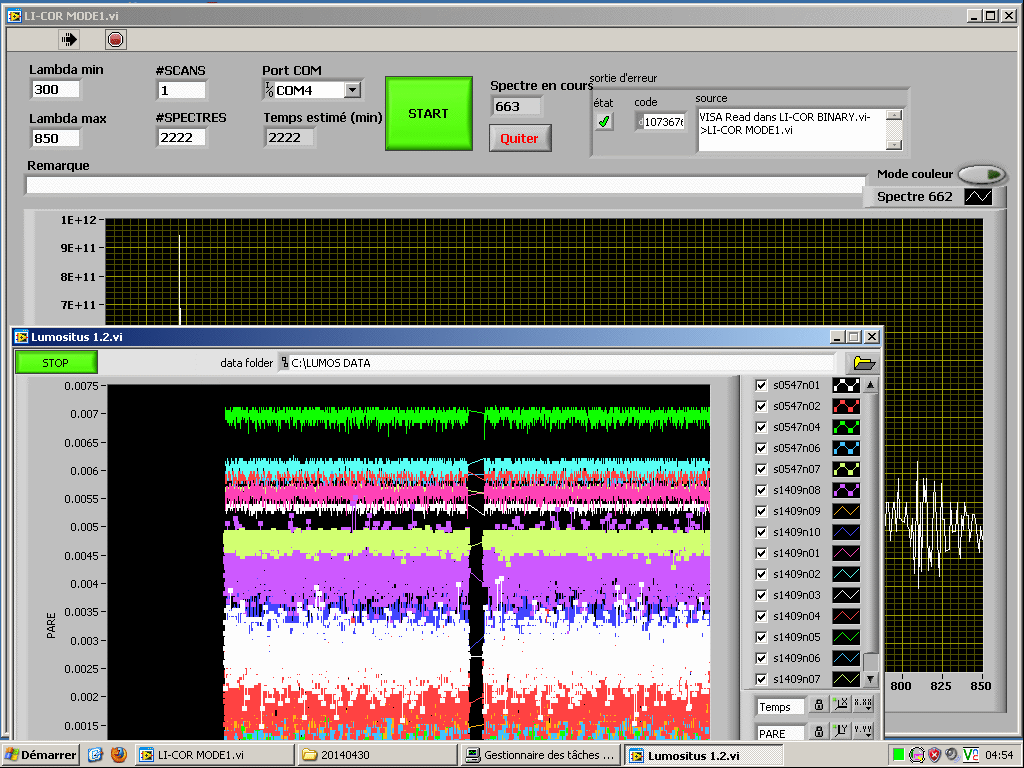 LI-COR MODE1.vi
Lambda min
300
#SCANS
1
Port COM
COM4
START
Spectre en cours
663
sortie d'erreur
état
code
source
1073676
VISA Read dans LI-COR BINARY.vi-
>LI-COR MODE1.vi
Lambda max
850
#SPECTRES
2222
Temps estimé (min)
2222
Quiter
Remarque
Mode couleur
Spectre 662
1E+12
9E+11
8E+11
7E+11
Lumositus 1.2.vi
STOP
data folder
C:\LUMOS DATA
0.0075
0.007
0.0065
0.006
0.0055
0.005
0.0045
0.004
0.0035
0.003
0.0025
0.002
0.0015
PARE
s0547n01
s0547n02
s0547n04
s0547n06
s0547n07
s1409n08
s1409n09
s1409n10
s1409n01
s1409n02
s1409n03
s1409n04
s1409n05
s1409n06
s1409n07
800 825 850
Temps
PARE
Démarrer
LI-COR MODE1.vi
20140430
Gestionnaire des tâches ...
Lumositus 1.2.vi
04:54